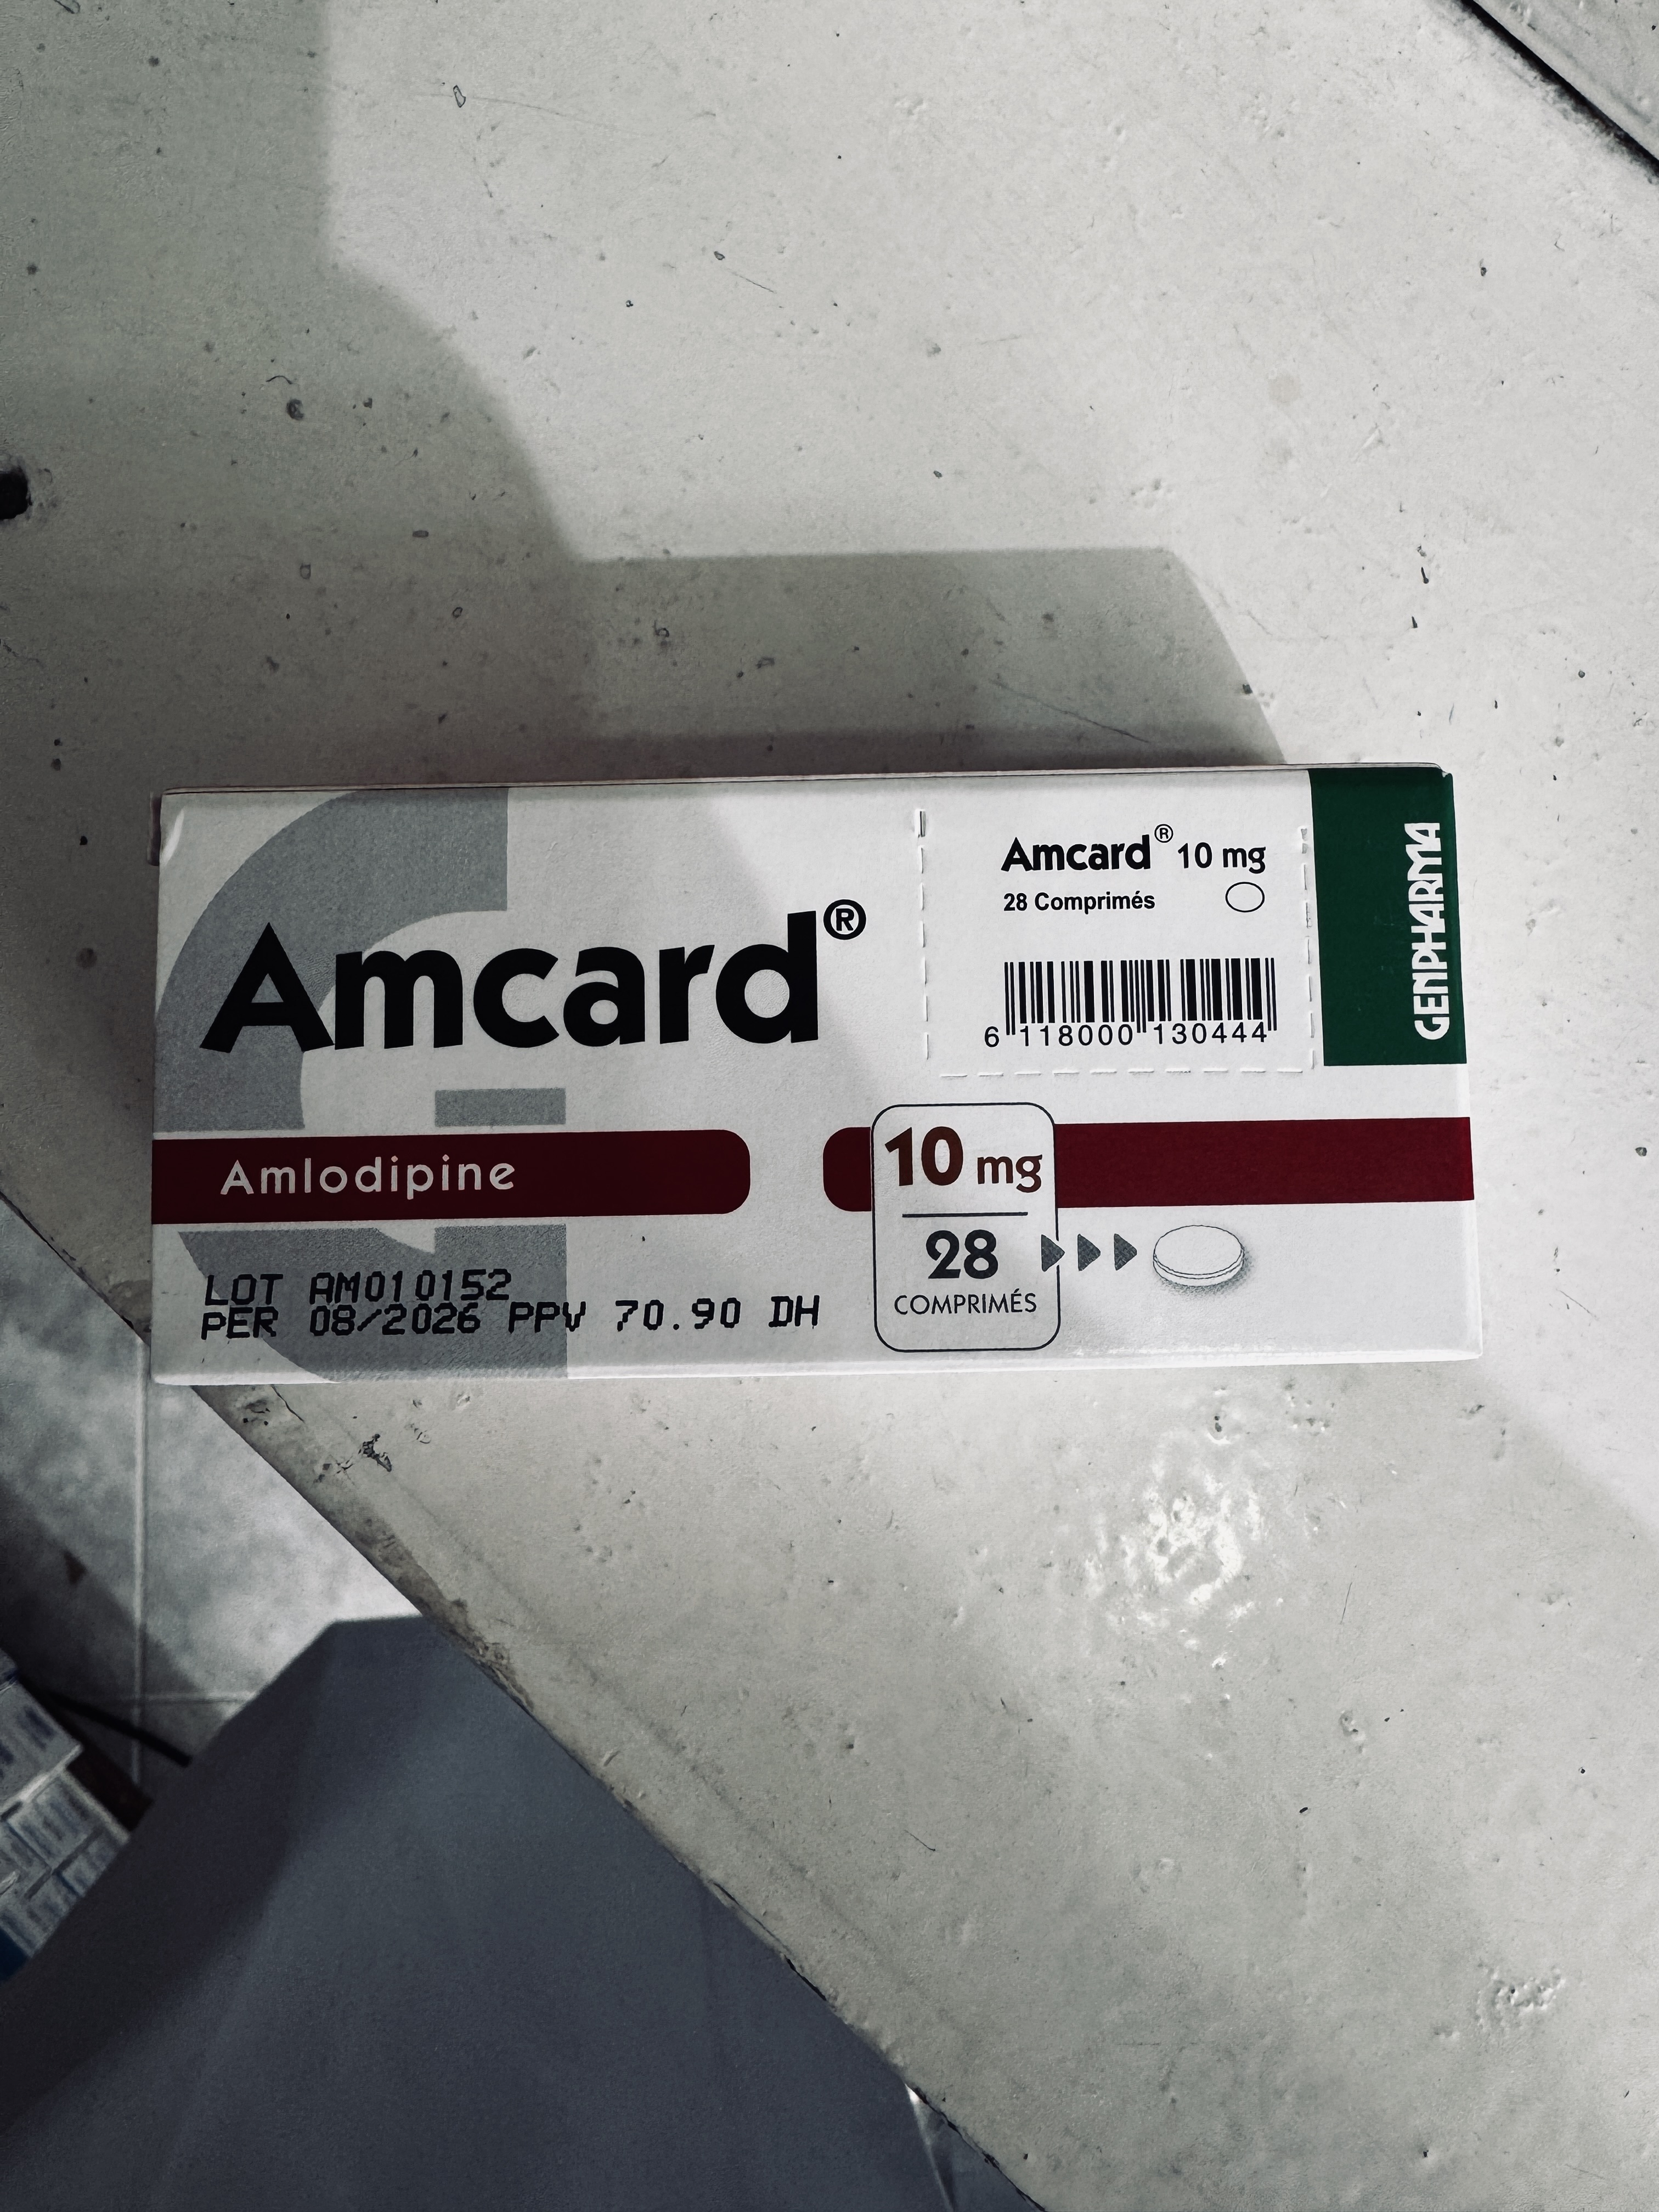 Amcard® 10 mg
28 Comprimés
6 118000 130444
GENPHARMA
Amcard®
Amlodipine
10 mg
28
COMPRIMÉS
LOT AM010152
PER 08/2026 PPV 70.90 DH